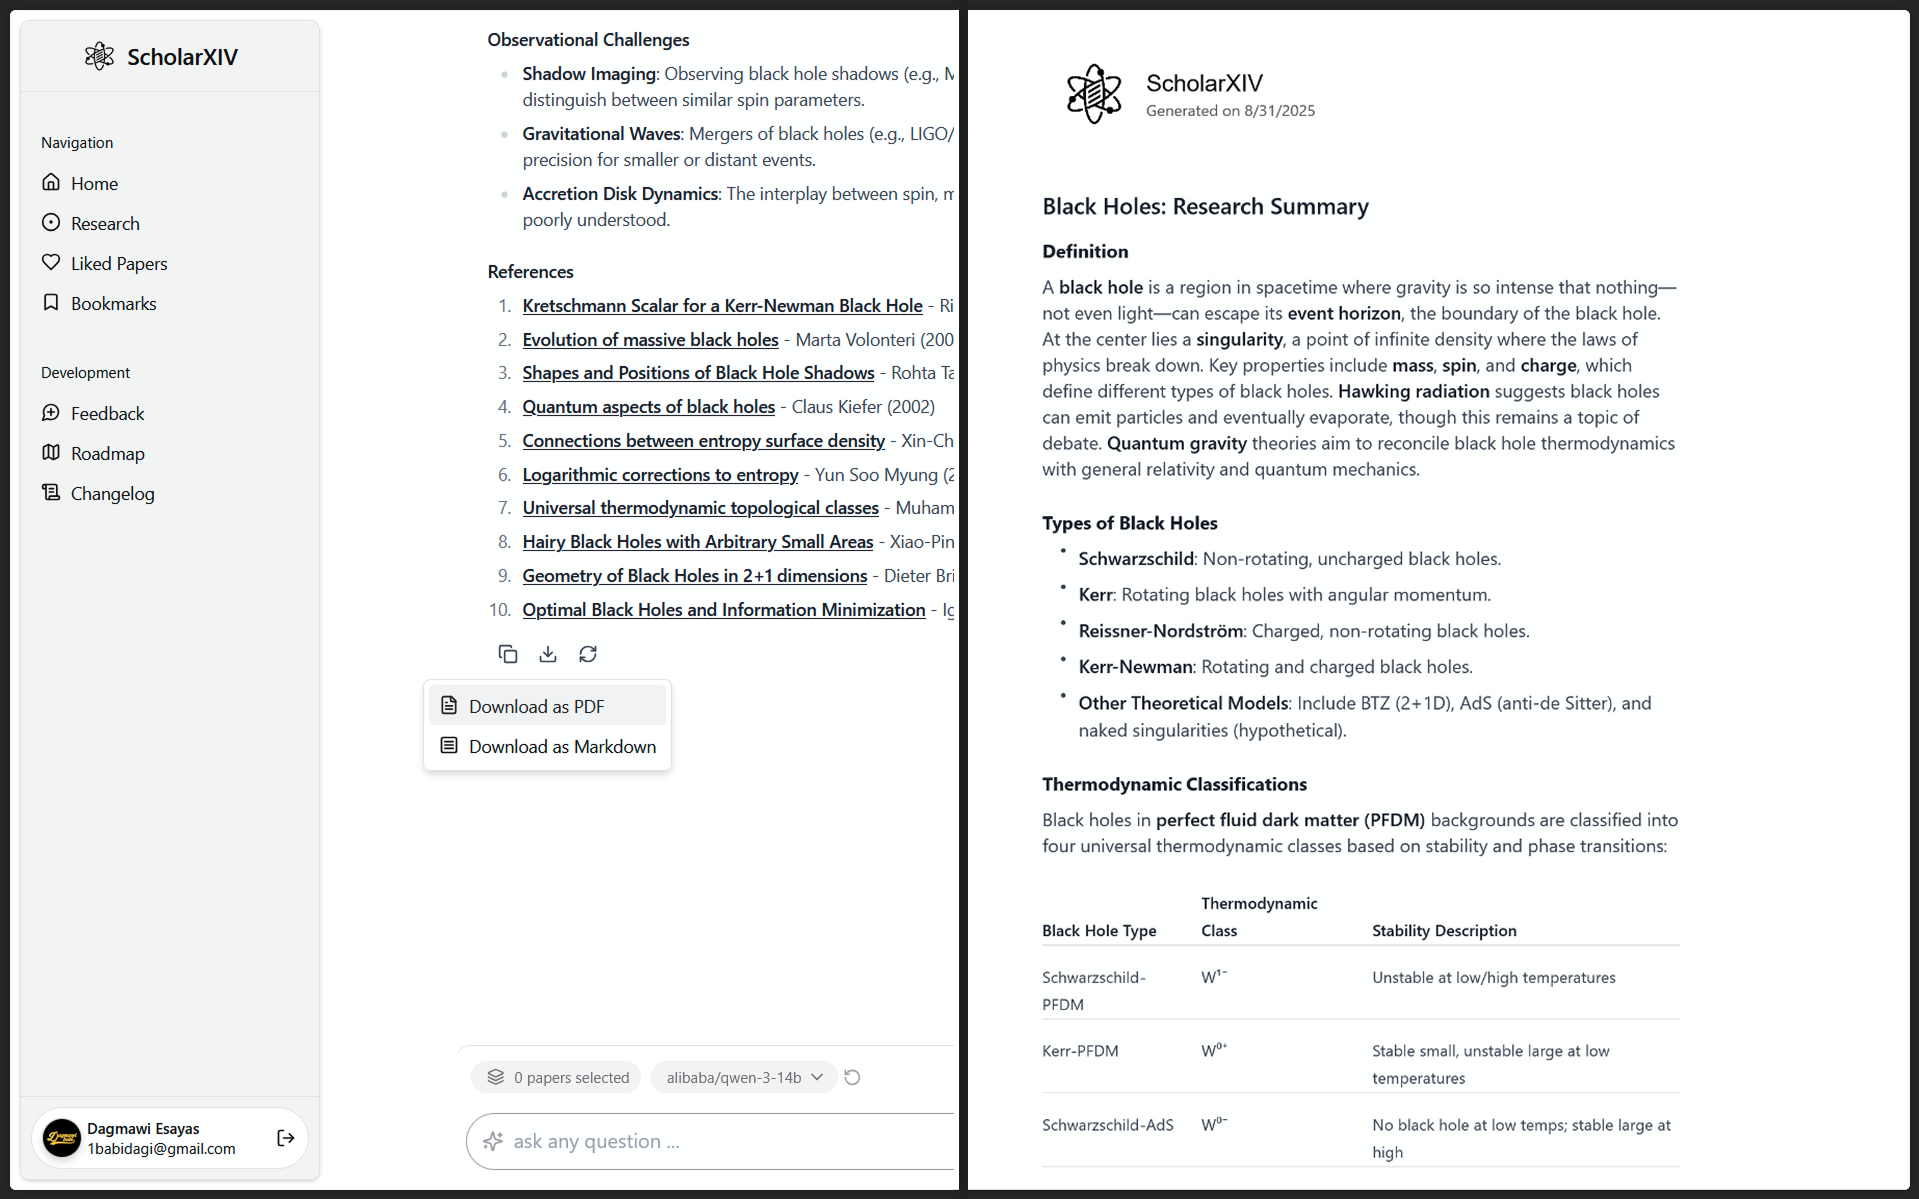 ScholarXIV
Navigation
Home
Research
Liked Papers
Bookmarks
Development
Feedback
Roadmap
Changelog
Dagmawi Esayas
1babidagi@gmail.com
Observational Challenges
Shadow Imaging: Observing black hole shadows (e.g., M
distinguish between similar spin parameters.
Gravitational Waves: Mergers of black holes (e.g., LIGO/
precision for smaller or distant events.
Accretion Disk Dynamics: The interplay between spin, m
poorly understood.
References
1. Kretschmann Scalar for a Kerr-Newman Black Hole - Ri
2. Evolution of massive black holes - Marta Volonteri (200
3. Shapes and Positions of Black Hole Shadows - Rohta Ta
4. Quantum aspects of black holes - Claus Kiefer (2002)
5. Connections between entropy surface density - Xin-Ch
6. Logarithmic corrections to entropy - Yun Soo Myung (2
7. Universal thermodynamic topological classes - Muham
8. Hairy Black Holes with Arbitrary Small Areas - Xiao-Pin
9. Geometry of Black Holes in 2+1 dimensions - Dieter Bri
10. Optimal Black Holes and Information Minimization - Ig
Download as PDF
Download as Markdown
0 papers selected
alibaba/qwen-3-14b
ask any question ...
ScholarXIV
Generated on 8/31/2025
Black Holes: Research Summary
Definition
A black hole is a region in spacetime where gravity is so intense that nothing—
not even light—can escape its event horizon, the boundary of the black hole.
At the center lies a singularity, a point of infinite density where the laws of
physics break down. Key properties include mass, spin, and charge, which
define different types of black holes. Hawking radiation suggests black holes
can emit particles and eventually evaporate, though this remains a topic of
debate. Quantum gravity theories aim to reconcile black hole thermodynamics
with general relativity and quantum mechanics.
Types of Black Holes
Schwarzschild: Non-rotating, uncharged black holes.
Kerr: Rotating black holes with angular momentum.
Reissner-Nordström: Charged, non-rotating black holes.
Kerr-Newman: Rotating and charged black holes.
Other Theoretical Models: Include BTZ (2+1D), AdS (anti-de Sitter), and
naked singularities (hypothetical).
Thermodynamic Classifications
Black holes in perfect fluid dark matter (PFDM) backgrounds are classified into
four universal thermodynamic classes based on stability and phase transitions:
Thermodynamic
Black Hole Type Class Stability Description
Schwarzschild- W¹⁻ Unstable at low/high temperatures
PFDM
Kerr-PFDM W⁰⁺ Stable small, unstable large at low
temperatures
Schwarzschild-AdS W⁰⁻ No black hole at low temps; stable large at
high